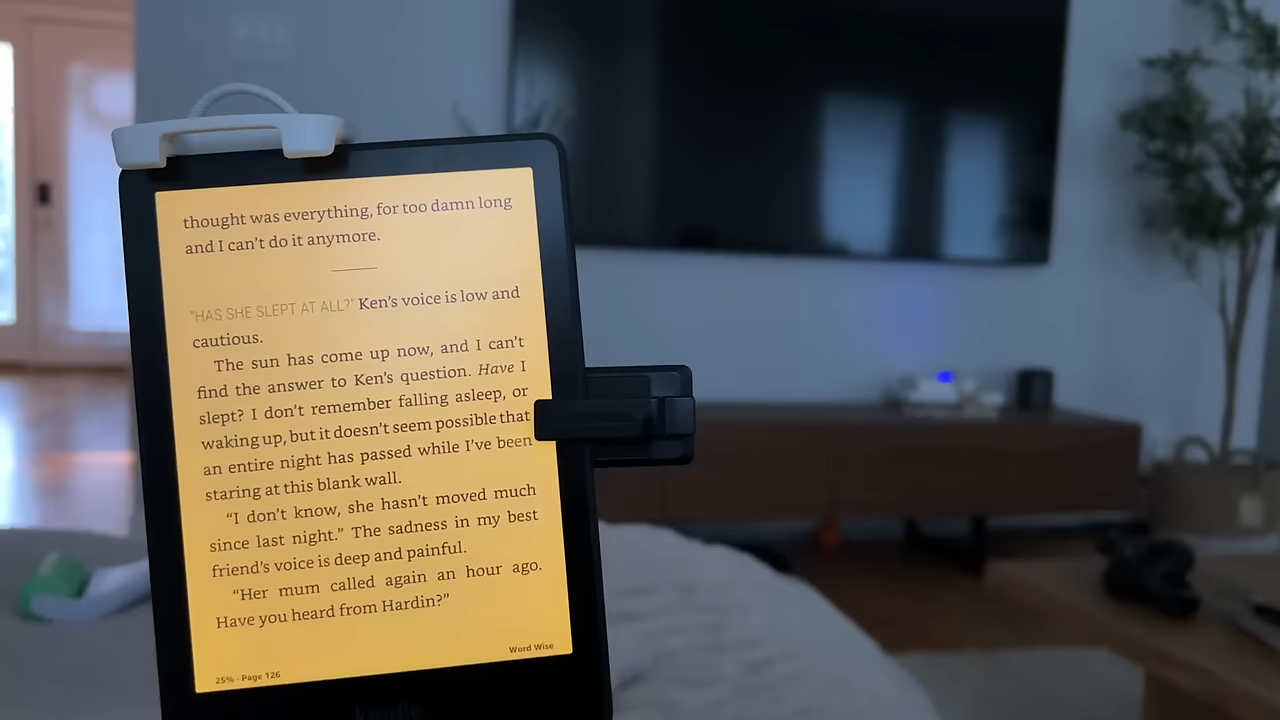 thought was everything, for too damn long
and I can't do it anymore.
"HAS SHE SLEPT AT ALL?" Ken's voice is low and
cautious.
The sun has come up now, and I can't
find the answer to Ken's question. Have I
slept? I don't remember falling asleep, or
waking up, but it doesn't seem possible that
an entire night has passed while I've been
staring at this blank wall.
"I don't know, she hasn't moved much
since last night." The sadness in my best
friend's voice is deep and painful.
"Her mum called again an hour ago.
Have you heard from Hardin?"
Word Wise
25% · Page 126
kindle